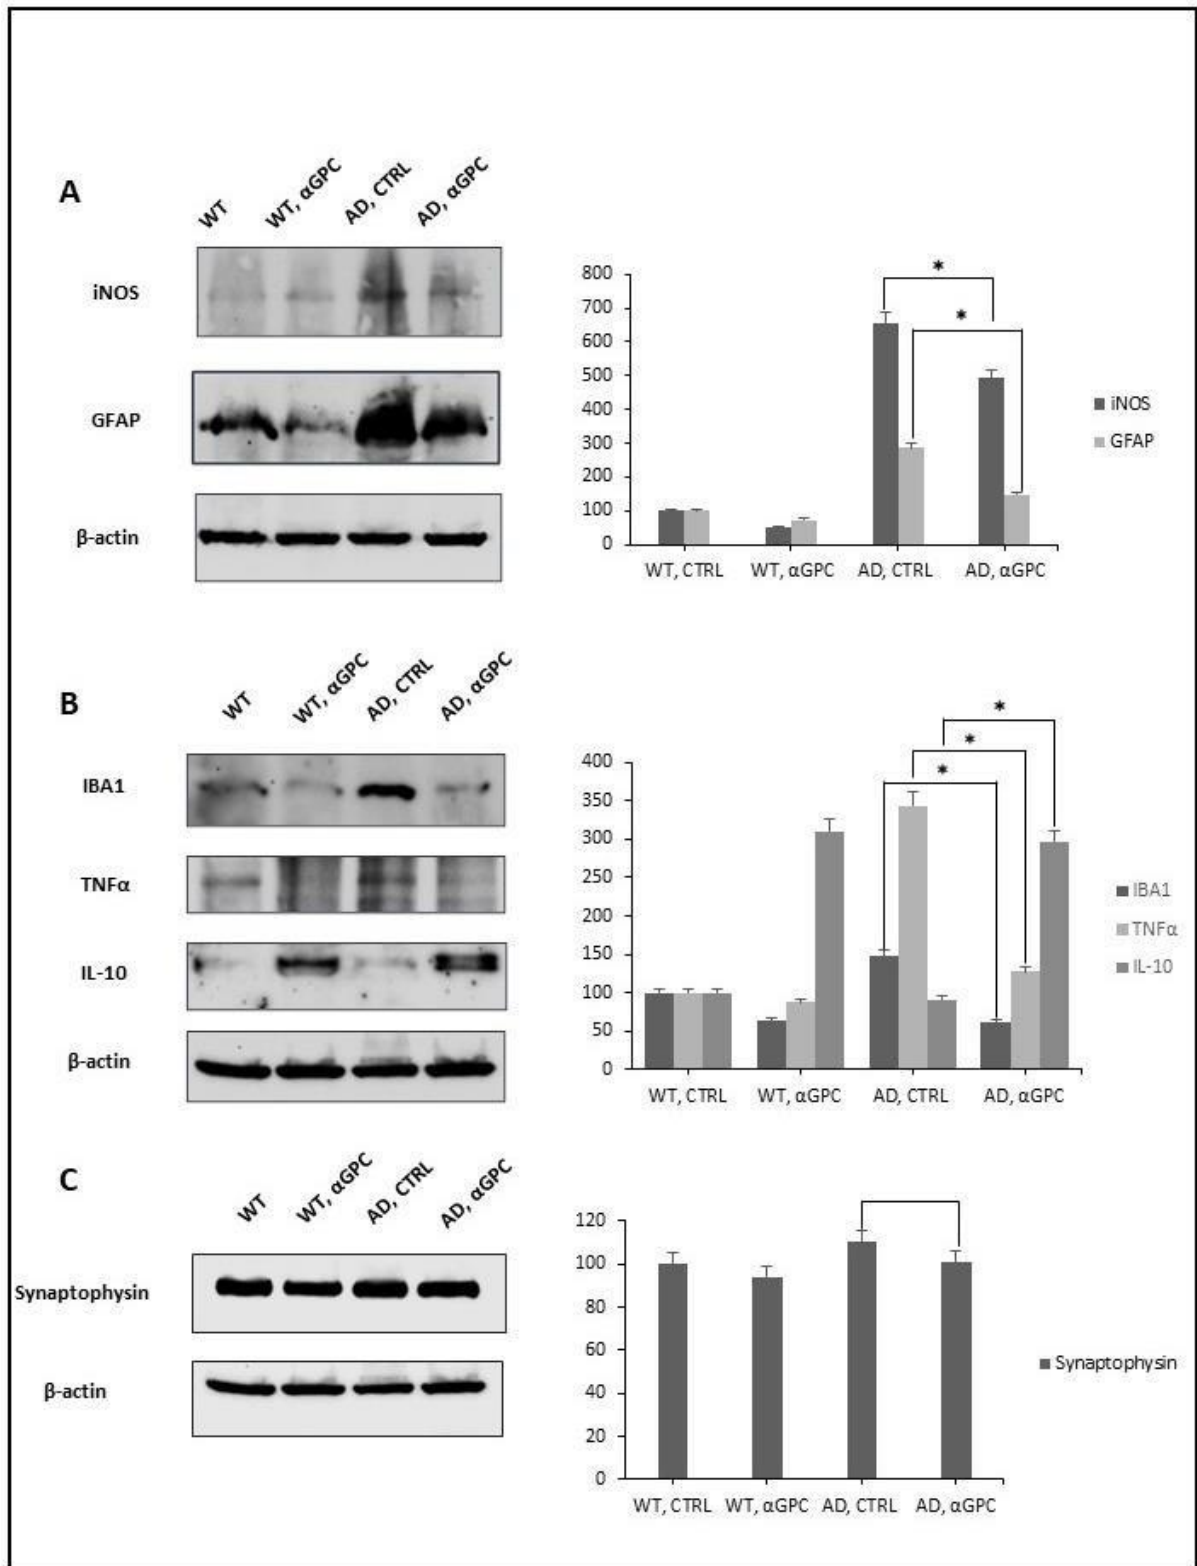 A
WT
WT, αGPC
AD, CTRL
AD, αGPC
iNOS
GFAP
β-actin
800
700
600
500
400
300
200
100
0
*
*
WT, CTRL
WT, αGPC
AD, CTRL
AD, αGPC
iNOS
GFAP
B
WT
WT, αGPC
AD, CTRL
AD, αGPC
IBA1
TNFα
IL-10
β-actin
400
350
300
250
200
150
100
50
0
*
*
*
WT, CTRL
WT, αGPC
AD, CTRL
AD, αGPC
IBA1
TNFα
IL-10
C
WT
WT, αGPC
AD, CTRL
AD, αGPC
Synaptophysin
β-actin
120
100
80
60
40
20
0
WT, CTRL
WT, αGPC
AD, CTRL
AD, αGPC
Synaptophysin